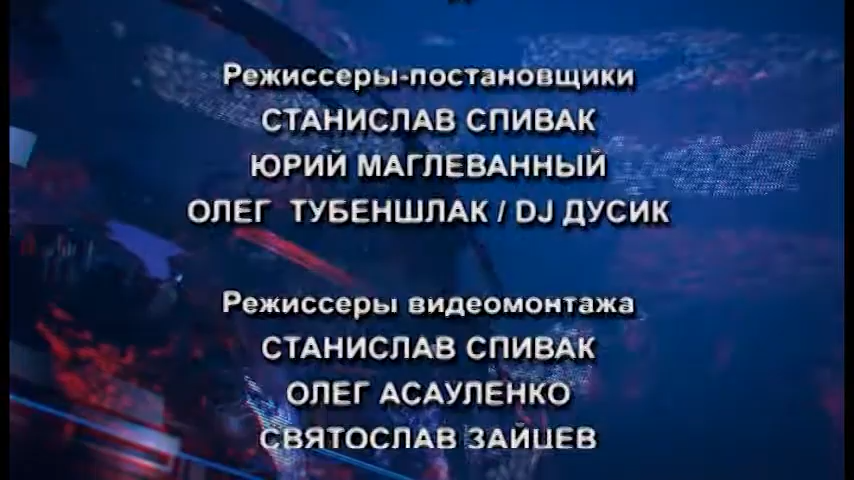 Режиссеры-постановщики
СТАНИСЛАВ СПИВАК
ЮРИЙ МАГЛЕВАННЫЙ
ОЛЕГ ТУБЕНШЛАК / DJ ДУСИК
Режиссеры видеомонтажа
СТАНИСЛАВ СПИВАК
ОЛЕГ АСАУЛЕНКО
СВЯТОСЛАВ ЗАЙЦЕВ